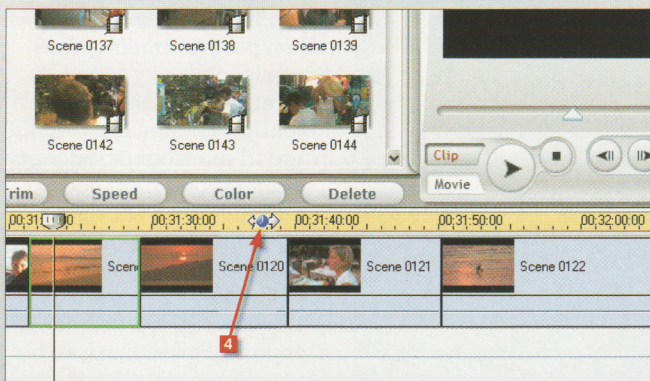 Scene 0137 Scene 0138 Scene 0139
Scene 0142 Scene 0143 Scene 0144
Clip
Movie
Trim Speed Color Delete
00:31:30:00 00:31:40:00 00:31:50:00 00:32:00:00
Scene 0120 Scene 0121 Scene 0122
4